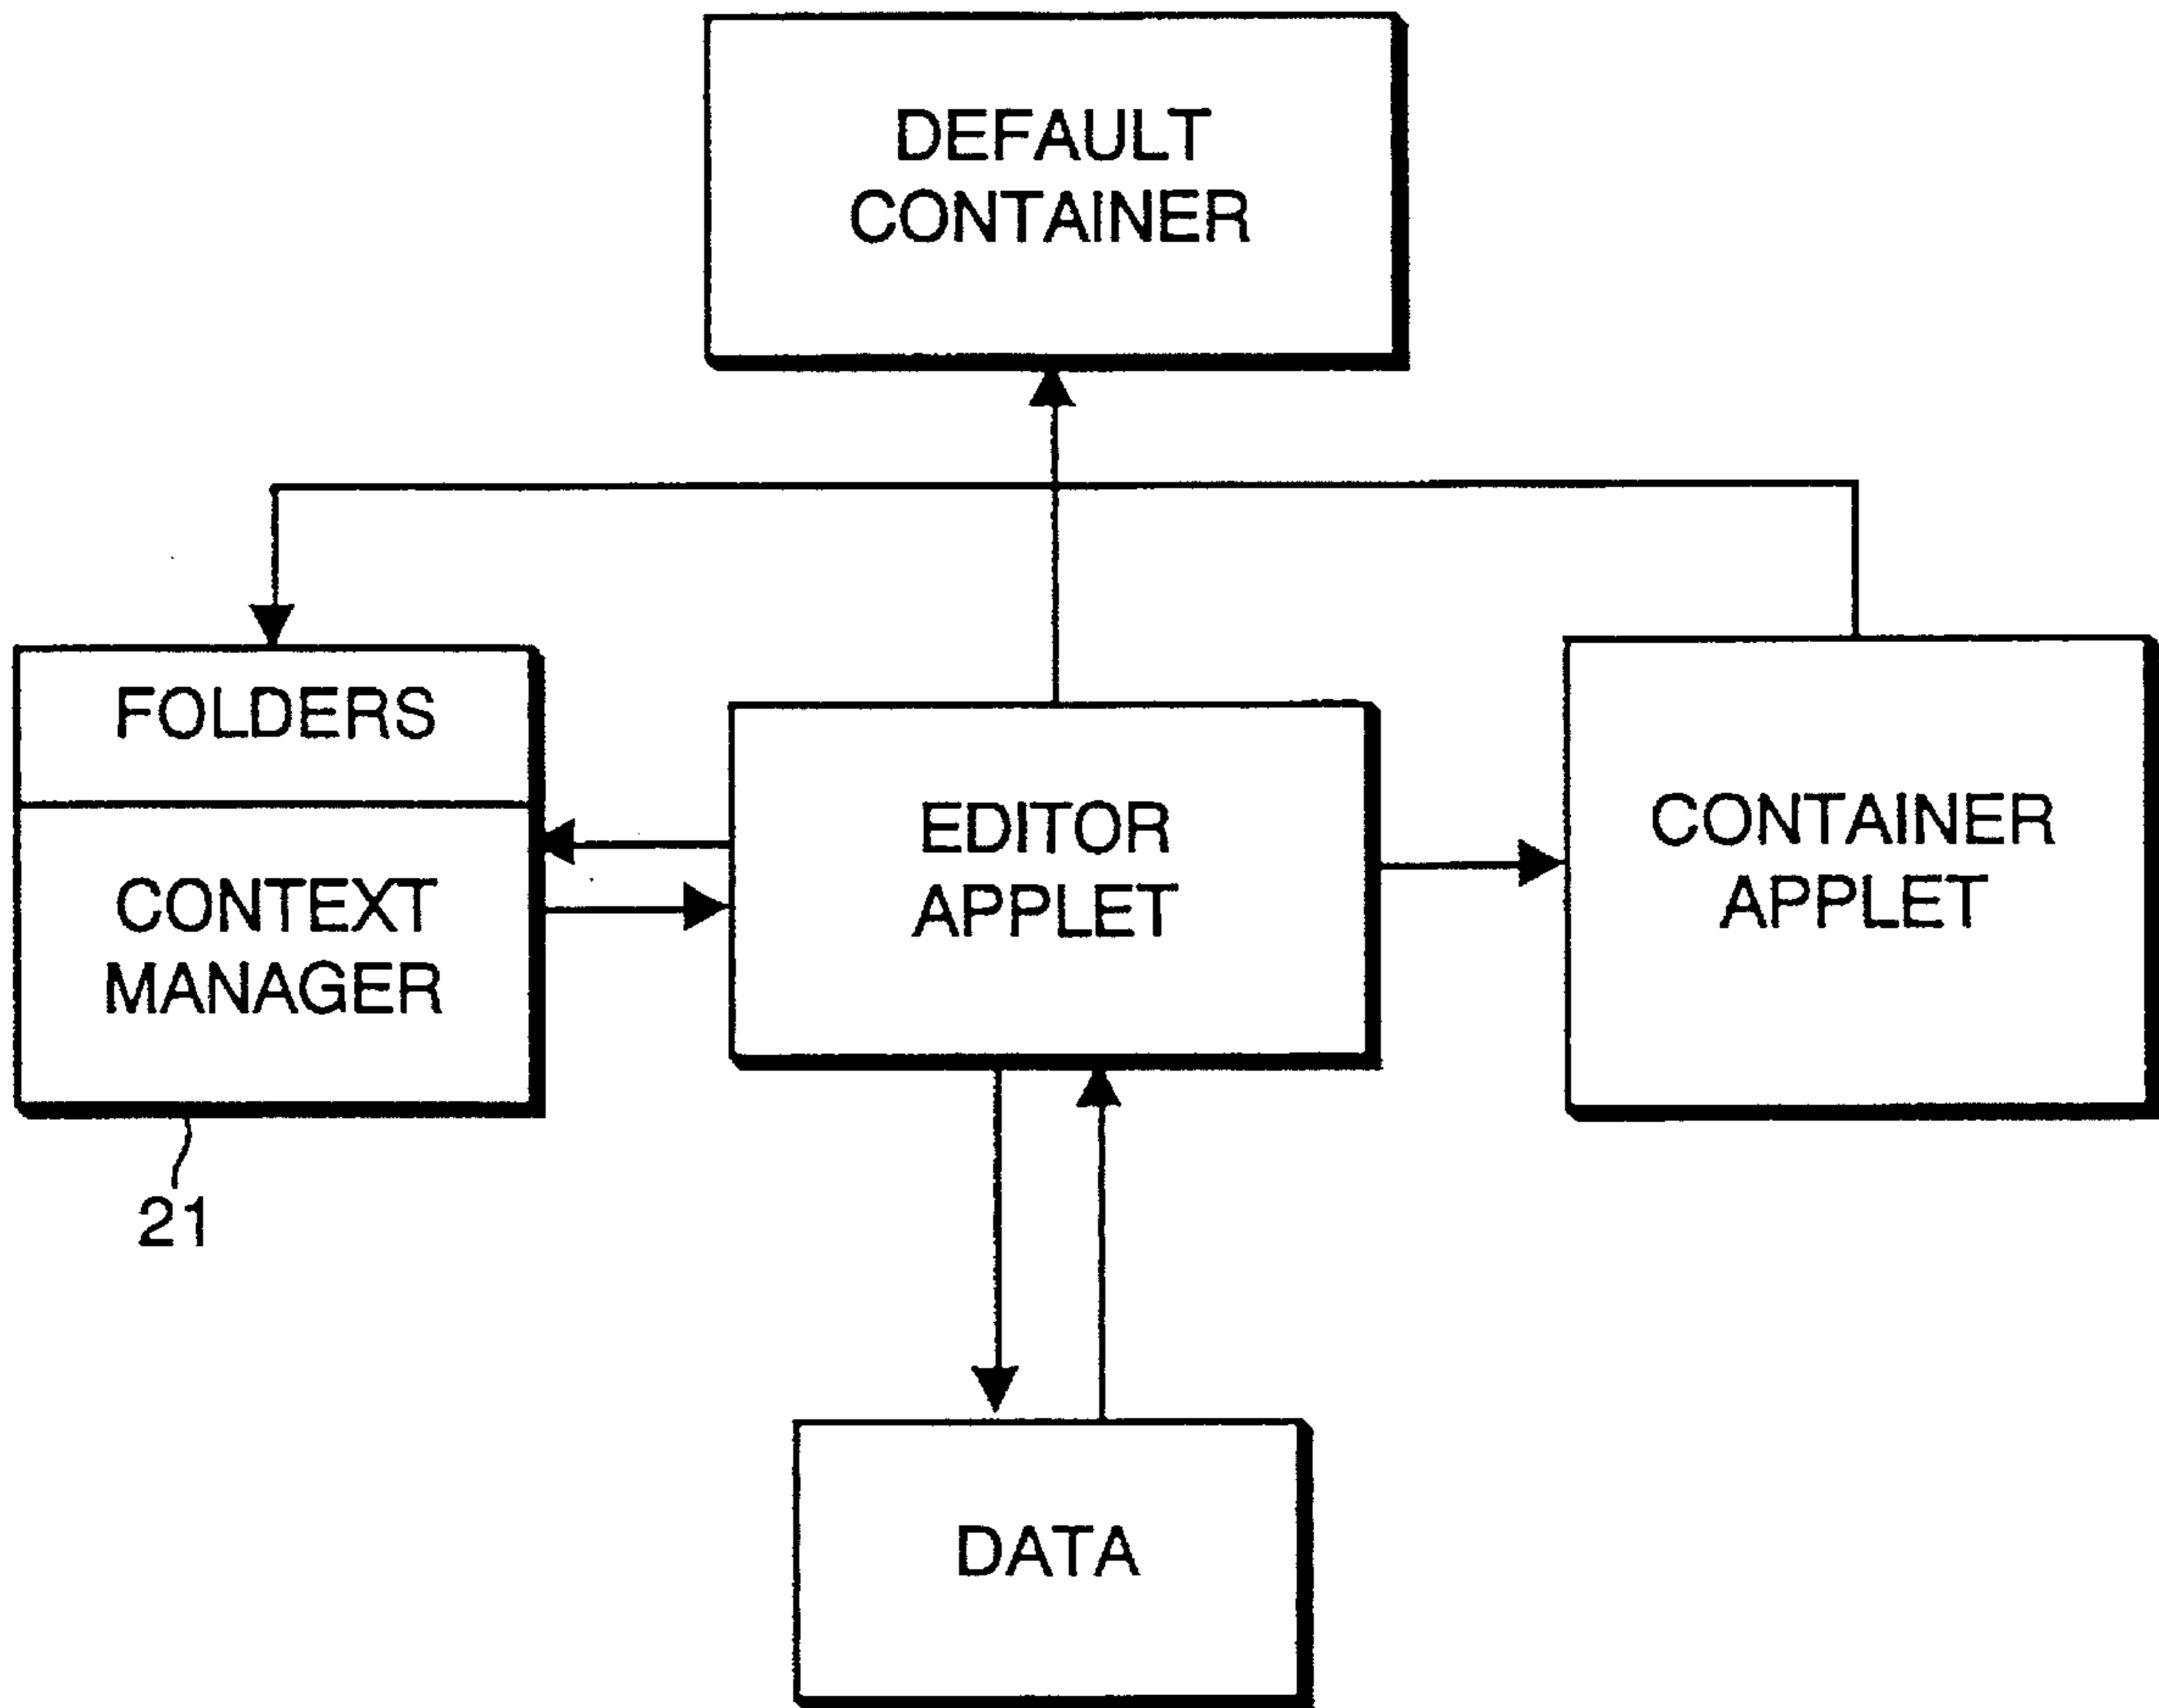 DEFAULT
CONTAINER
FOLDERS
CONTEXT
MANAGER
21
EDITOR
APPLET
CONTAINER
APPLET
DATA